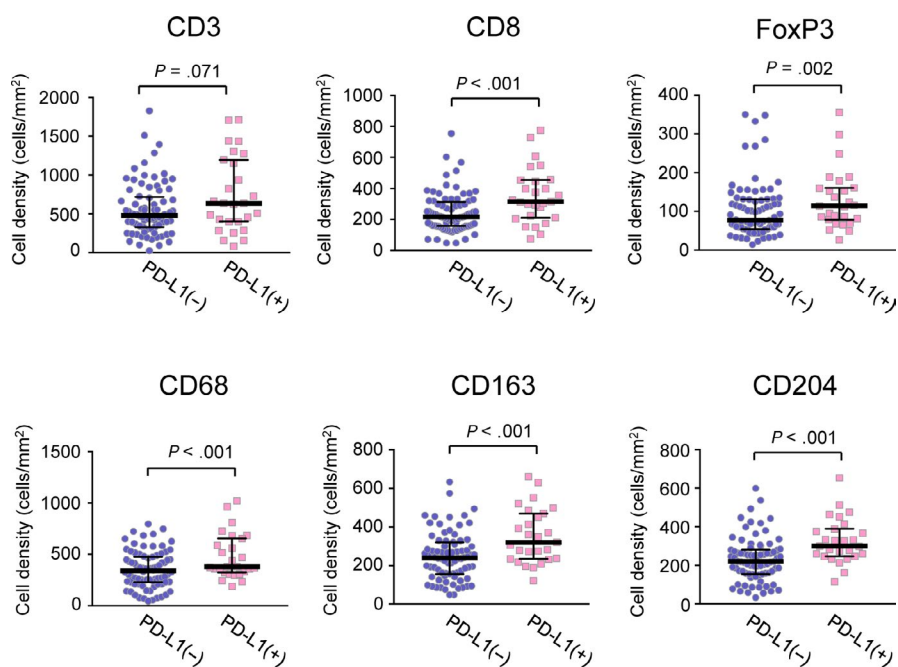 CD3
P = .071
Cell density (cells/mm²)
2000
1500
1000
500
0
PD-L1(−)
PD-L1(+)
CD8
P < .001
Cell density (cells/mm²)
1000
800
600
400
200
0
PD-L1(−)
PD-L1(+)
FoxP3
P = .002
Cell density (cells/mm²)
400
300
200
100
0
PD-L1(−)
PD-L1(+)
CD68
P < .001
Cell density (cells/mm²)
1500
1000
500
0
PD-L1(−)
PD-L1(+)
CD163
P < .001
Cell density (cells/mm²)
800
600
400
200
0
PD-L1(−)
PD-L1(+)
CD204
P < .001
Cell density (cells/mm²)
800
600
400
200
0
PD-L1(−)
PD-L1(+)